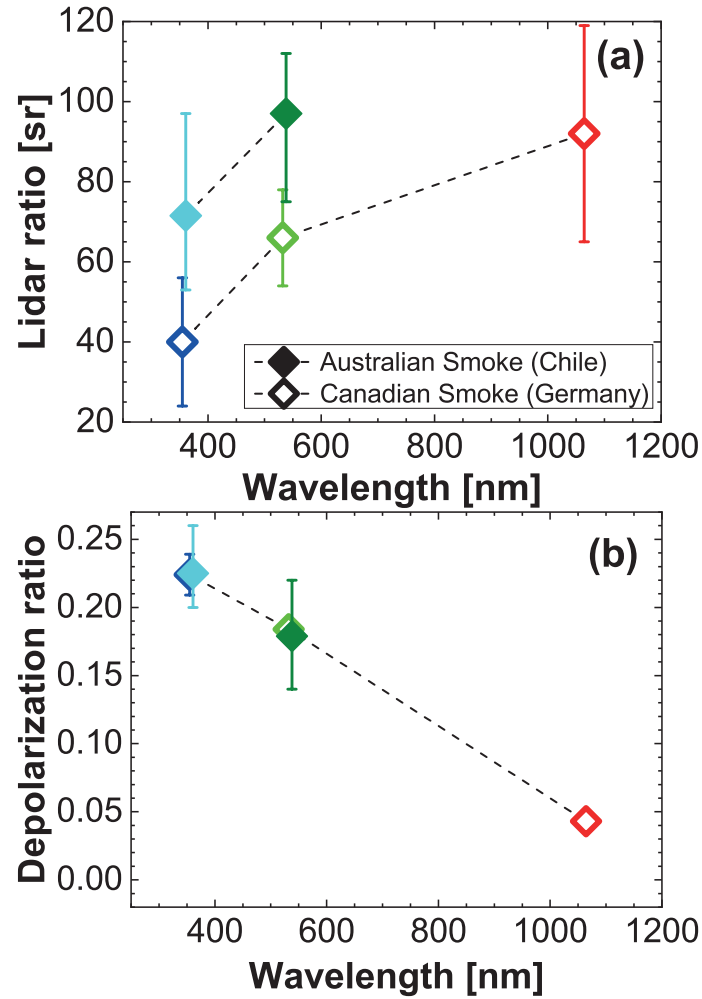 120
100
80
60
40
20
Lidar ratio [sr]
(a)
Australian Smoke (Chile)
Canadian Smoke (Germany)
400 600 800 1000 1200
Wavelength [nm]
0.25
0.20
0.15
0.10
0.05
0.00
Depolarization ratio
(b)
400 600 800 1000 1200
Wavelength [nm]